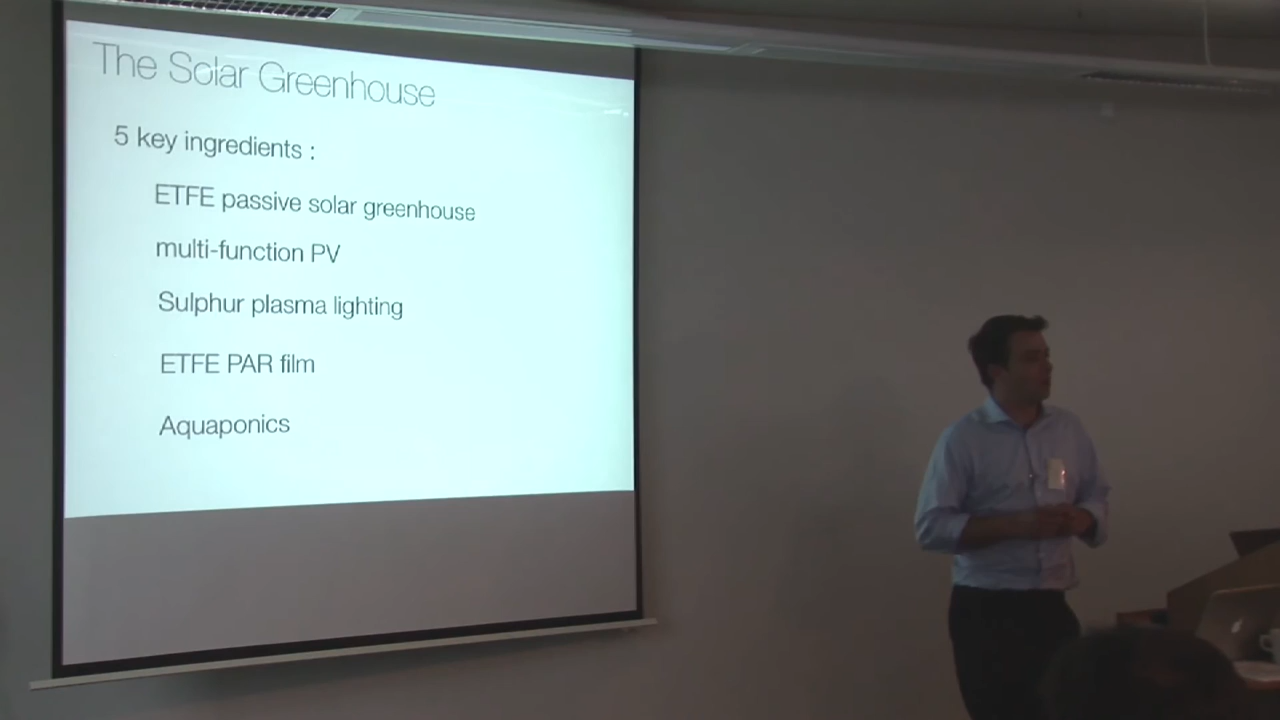 The Solar Greenhouse
5 key ingredients :
ETFE passive solar greenhouse
multi-function PV
Sulphur plasma lighting
ETFE PAR film
Aquaponics